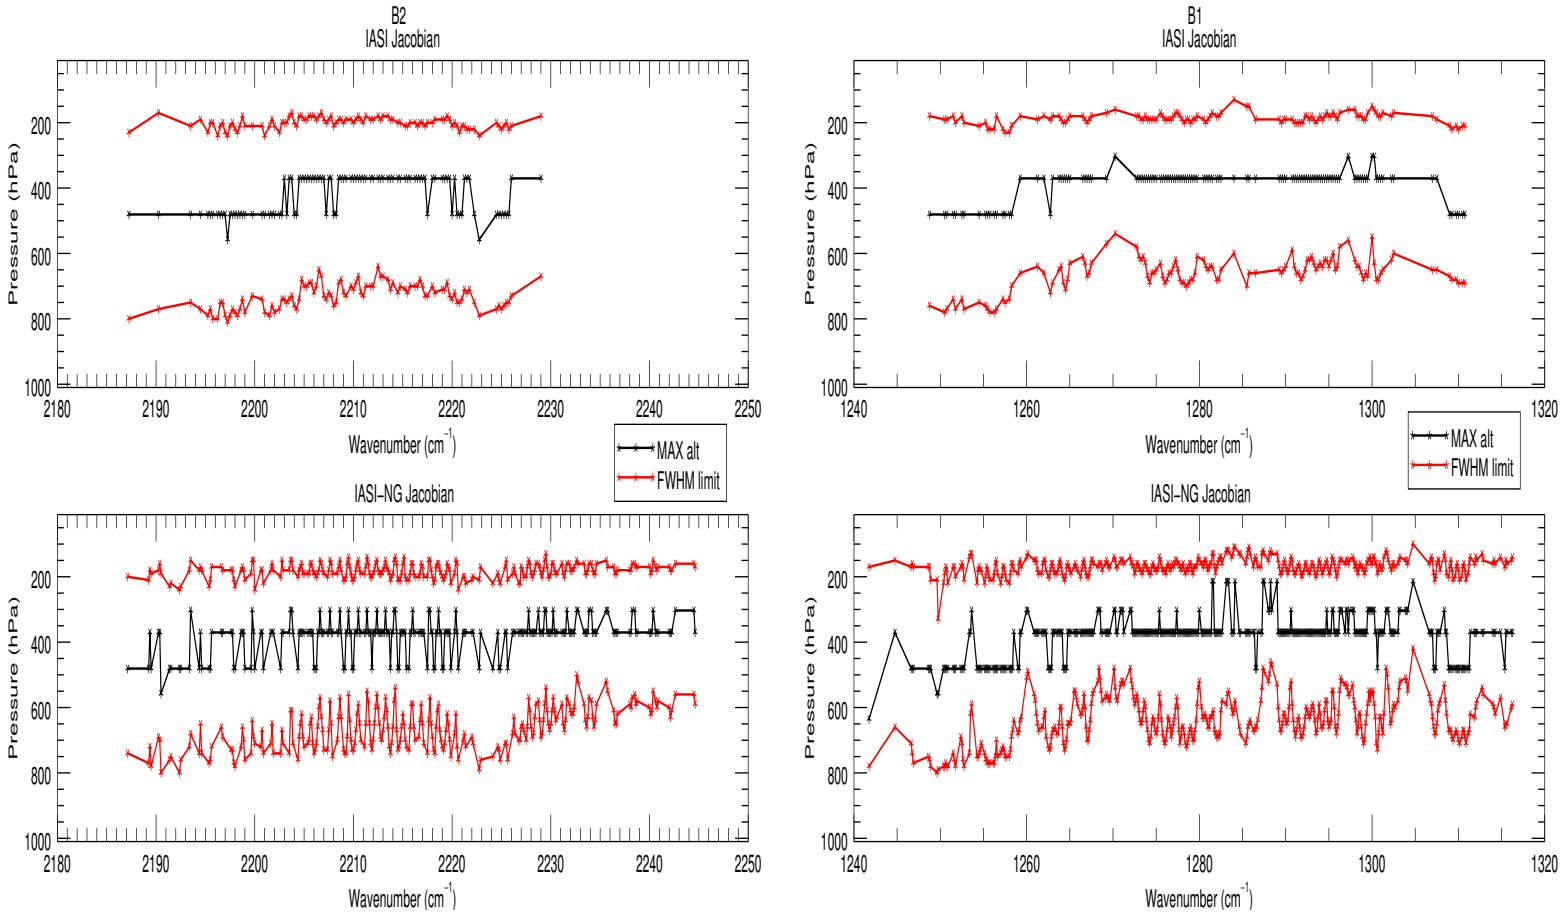 B2
IASI Jacobian
Pressure (hPa)
200
400
600
800
1000
2180 2190 2200 2210 2220 2230 2240 2250
Wavenumber (cm−1)
B1
IASI Jacobian
Pressure (hPa)
200
400
600
800
1000
1240 1260 1280 1300 1320
Wavenumber (cm−1)
MAX alt
FWHM limit
MAX alt
FWHM limit
IASI−NG Jacobian
Pressure (hPa)
200
400
600
800
1000
2180 2190 2200 2210 2220 2230 2240 2250
Wavenumber (cm−1)
IASI−NG Jacobian
Pressure (hPa)
200
400
600
800
1000
1240 1260 1280 1300 1320
Wavenumber (cm−1)